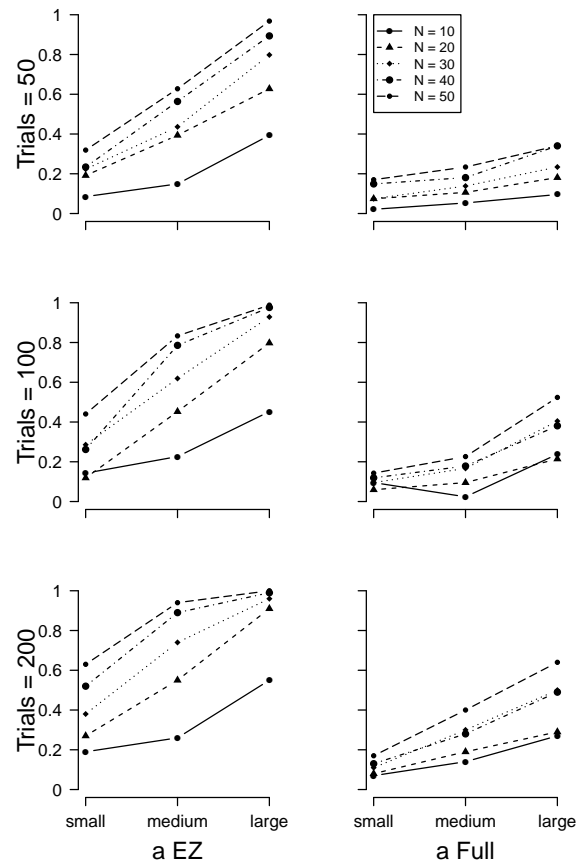 Trials = 50
1
0.8
0.6
0.4
0.2
0
N = 10
N = 20
N = 30
N = 40
N = 50
Trials = 100
1
0.8
0.6
0.4
0.2
0
Trials = 200
1
0.8
0.6
0.4
0.2
0
small medium large
small medium large
a EZ
a Full